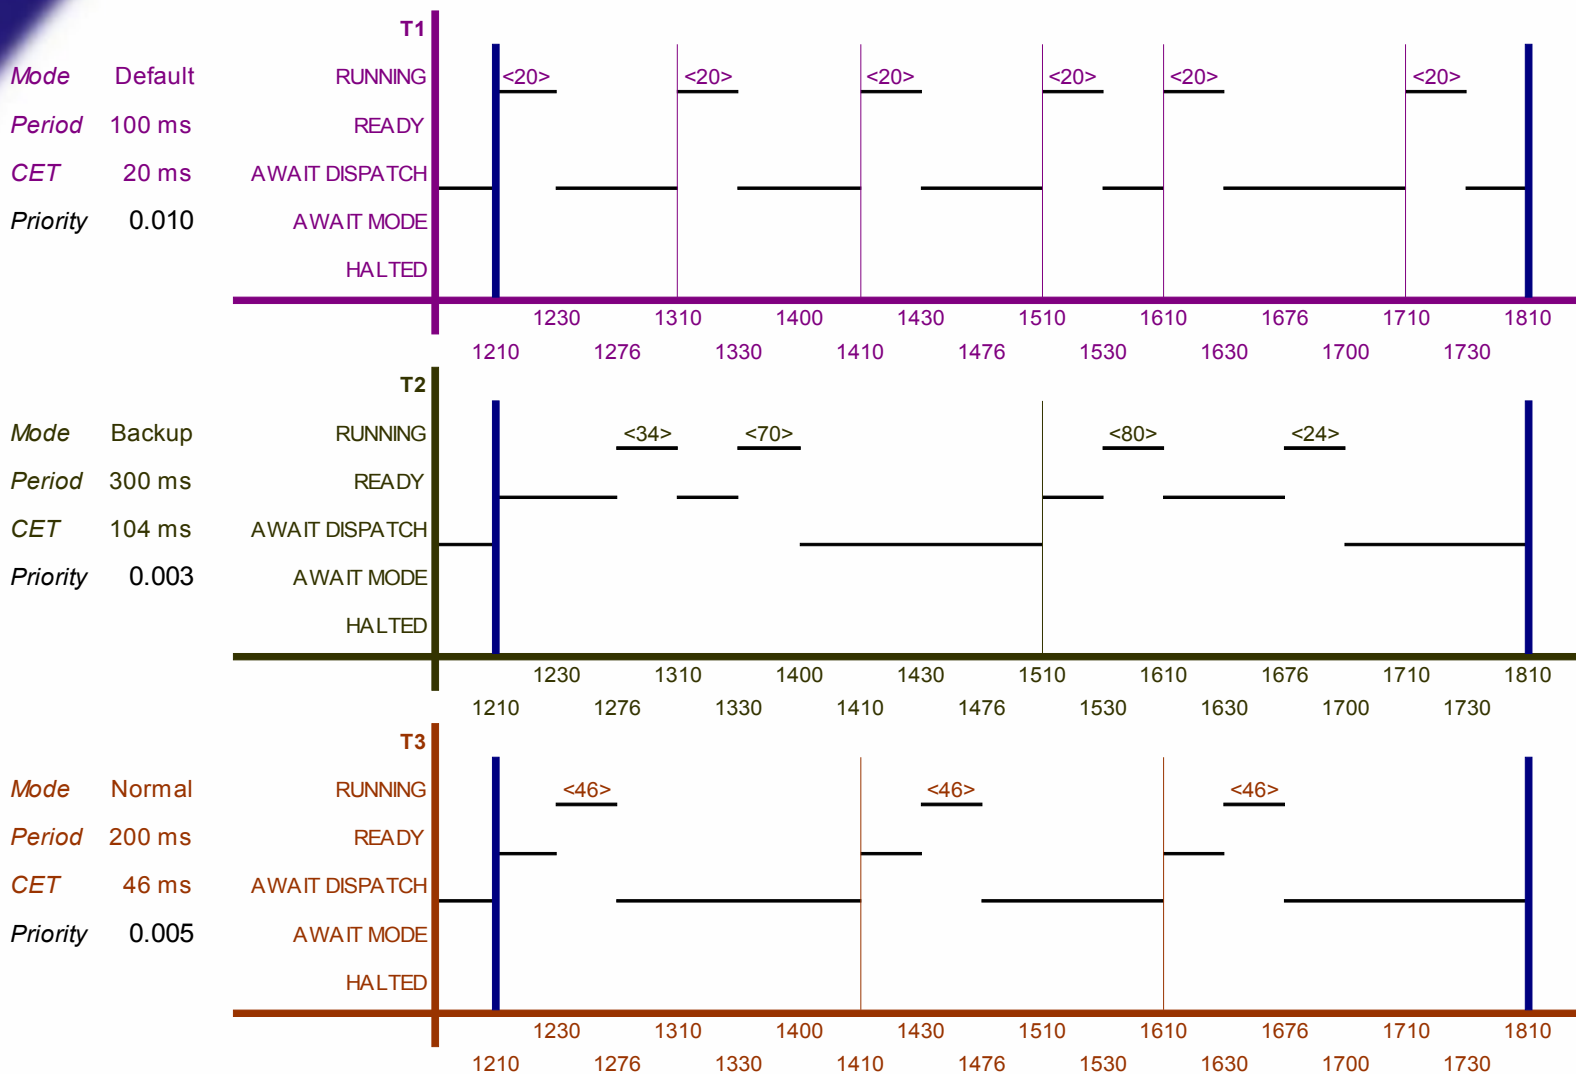 T1
Mode Default RUNNING <20> <20> <20> <20> <20> <20>
Period 100 ms READY
CET 20 ms AWAIT DISPATCH
Priority 0.010 AWAIT MODE
HALTED
1230 1310 1400 1430 1510 1610 1676 1710 1810
1210 1276 1330 1410 1476 1530 1630 1700 1730
T2
Mode Backup RUNNING <34> <70> <80> <24>
Period 300 ms READY
CET 104 ms AWAIT DISPATCH
Priority 0.003 AWAIT MODE
HALTED
1230 1310 1400 1430 1510 1610 1676 1710 1810
1210 1276 1330 1410 1476 1530 1630 1700 1730
T3
Mode Normal RUNNING <46> <46> <46>
Period 200 ms READY
CET 46 ms AWAIT DISPATCH
Priority 0.005 AWAIT MODE
HALTED
1230 1310 1400 1430 1510 1610 1676 1710 1810
1210 1276 1330 1410 1476 1530 1630 1700 1730